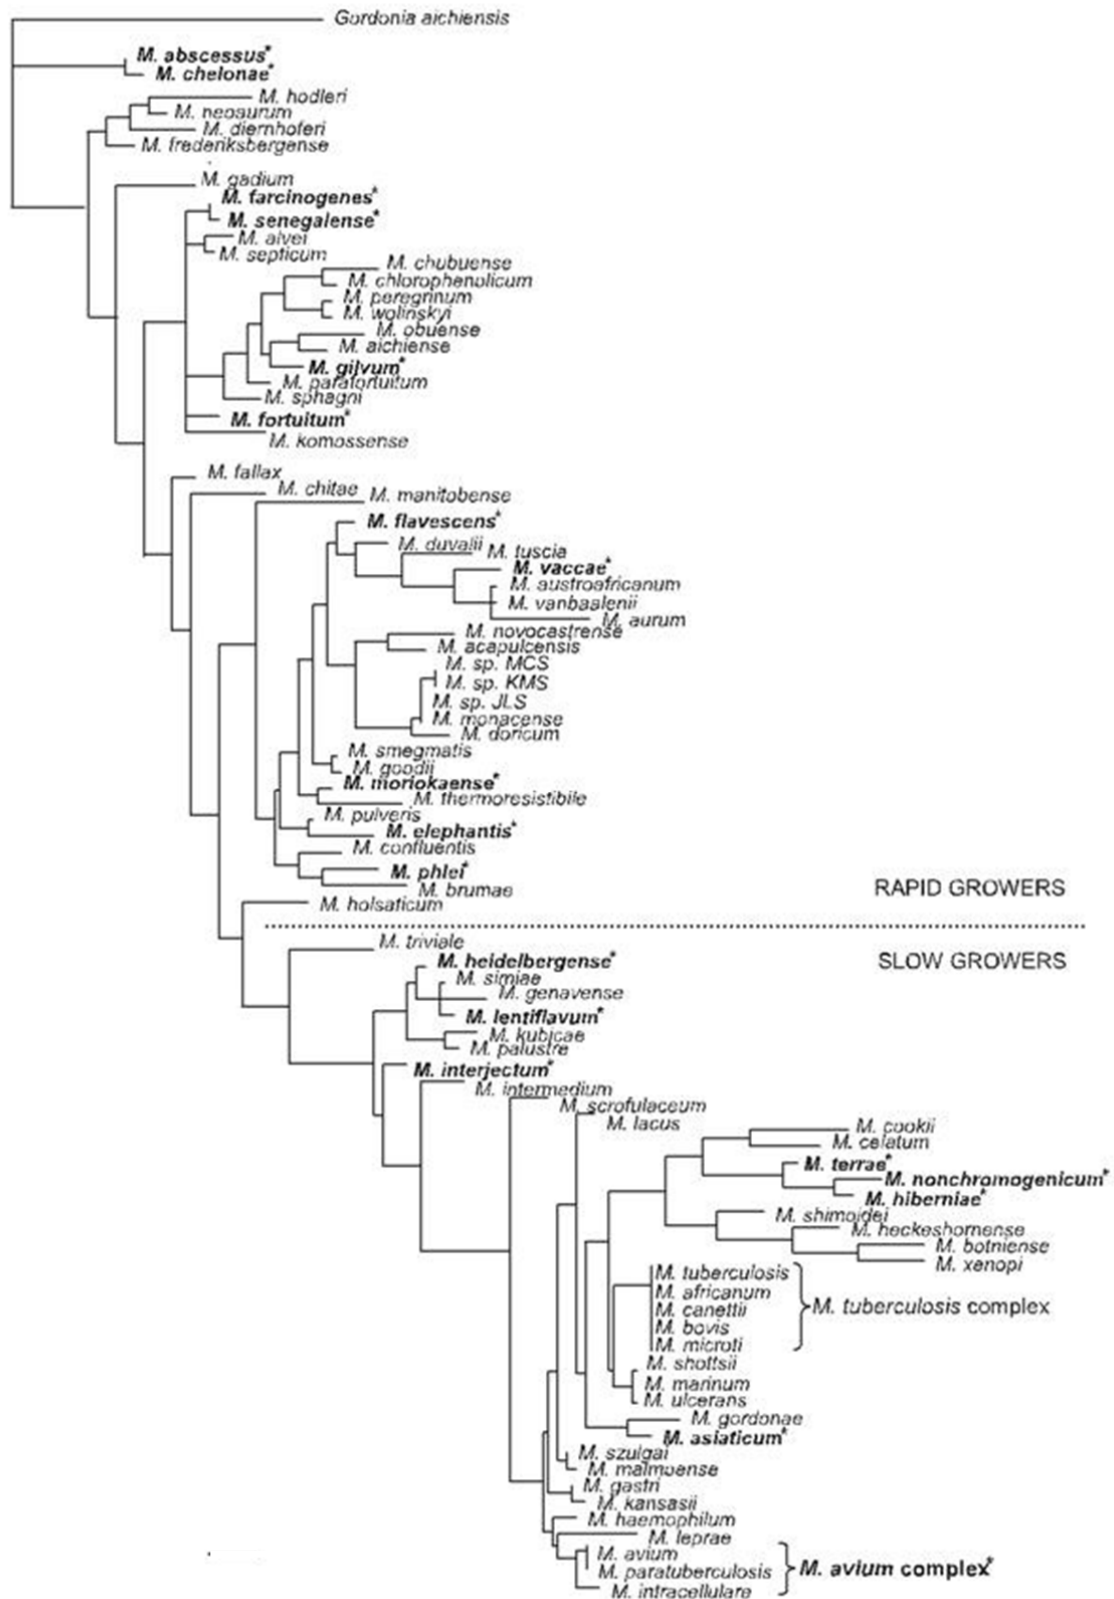 Gordonia aichiensis
M. abscessus*
M. chelonae*
M. hodleri
M. neoaurum
M. diernhoferi
M. frederiksbergense
M. gadium
M. farcinogenes*
M. senegalense*
M. alvei
M. septicum
M. chubuense
M. chlorophenolicum
M. peregrinum
M. wolinskyi
M. obuense
M. aichiense
M. gilvum*
M. parafortuitum
M. sphagni
M. fortuitum*
M. komossense
M. fallax
M. chitae
M. manitobense
M. flavescens*
M. duvalii
M. tuscia
M. vaccae*
M. austroafricanum
M. vanbaalenii
M. aurum
M. novocastrense
M. acapulcensis
M. sp. MCS
M. sp. KMS
M. sp. JLS
M. monacense
M. doricum
M. smegmatis
M. goodii
M. moriokaense*
M. thermoresistibile
M. pulveris
M. elephantis*
M. confluentis
M. phlei*
M. brumae
RAPID GROWERS
M. holsaticum
M. triviale
SLOW GROWERS
M. heidelbergense*
M. simiae
M. genavense
M. lentiflavum*
M. kubicae
M. palustre
M. interjectum*
M. intermedium
M. scrofulaceum
M. lacus
M. cookii
M. celatum
M. terrae*
M. nonchromogenicum*
M. hiberniae*
M. shimoidei
M. heckeshornense
M. botniense
M. xenopi
M. tuberculosis
M. africanum
M. canettii
M. tuberculosis complex
M. bovis
M. microti
M. shottsii
M. marinum
M. ulcerans
M. gordonae
M. asiaticum*
M. szulgai
M. malmoense
M. gastri
M. kansasii
M. haemophilum
M. leprae
M. avium
M. paratuberculosis
M. avium complex*
M. intracellulare